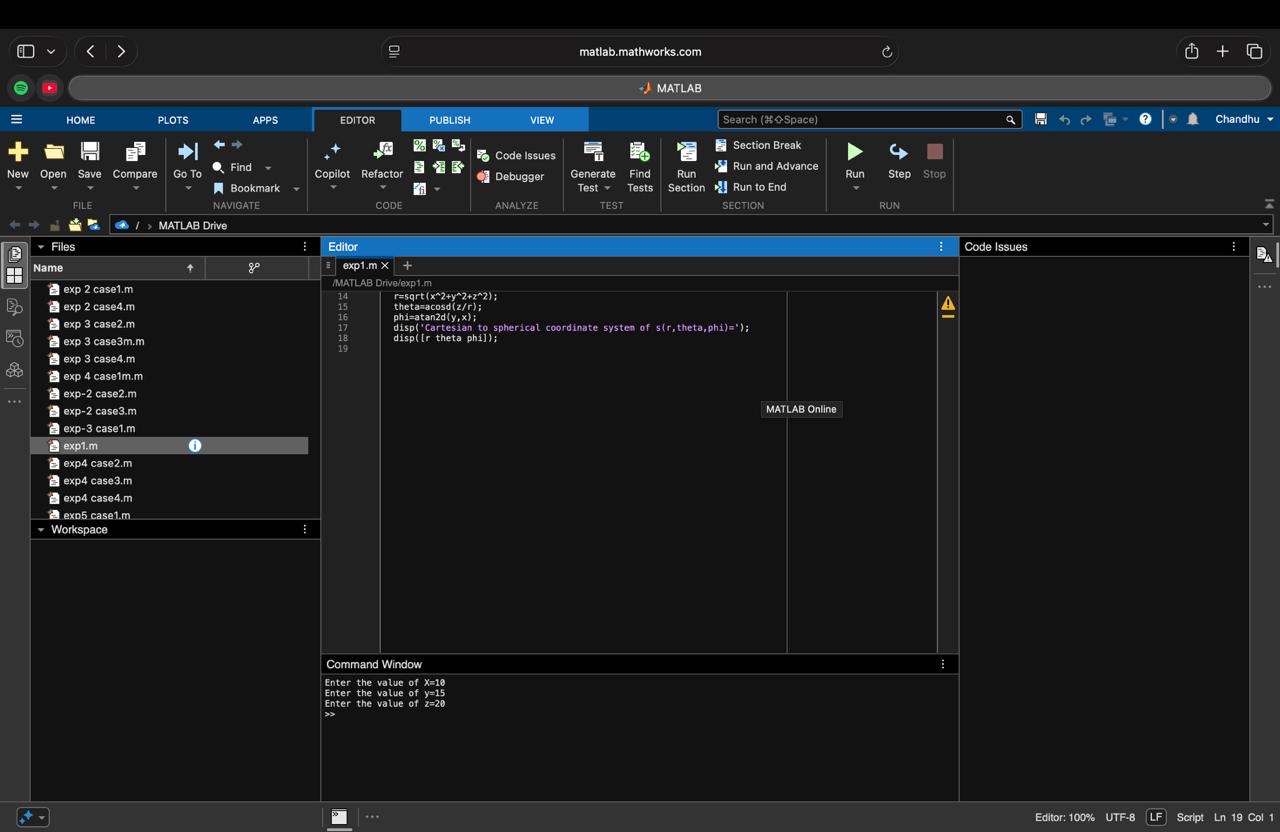 matlab.mathworks.com
MATLAB
HOME PLOTS APPS EDITOR PUBLISH VIEW Search (⌘⇧Space) Chandhu
New Open Save Compare Go To Find Bookmark Copilot Refactor Code Issues Debugger Generate Test Find Tests Run Section Section Break Run and Advance Run to End Run Step Stop
FILE NAVIGATE CODE ANALYZE TEST SECTION RUN
/ > MATLAB Drive
Files
Name
exp 2 case1.m
exp 2 case4.m
exp 3 case2.m
exp 3 case3m.m
exp 3 case4.m
exp 4 case1m.m
exp-2 case2.m
exp-2 case3.m
exp-3 case1.m
exp1.m
exp4 case2.m
exp4 case3.m
exp4 case4.m
exp5 case1.m
Workspace
Editor
exp1.m
/MATLAB Drive/exp1.m
14 r=sqrt(x^2+y^2+z^2);
15 theta=acosd(z/r);
16 phi=atan2d(y,x);
17 disp('Cartesian to spherical coordinate system of s(r,theta,phi)=');
18 disp([r theta phi]);
19
MATLAB Online
Command Window
Enter the value of X=10
Enter the value of y=15
Enter the value of z=20
>>
Code Issues
Editor: 100% UTF-8 LF Script Ln 19 Col 1